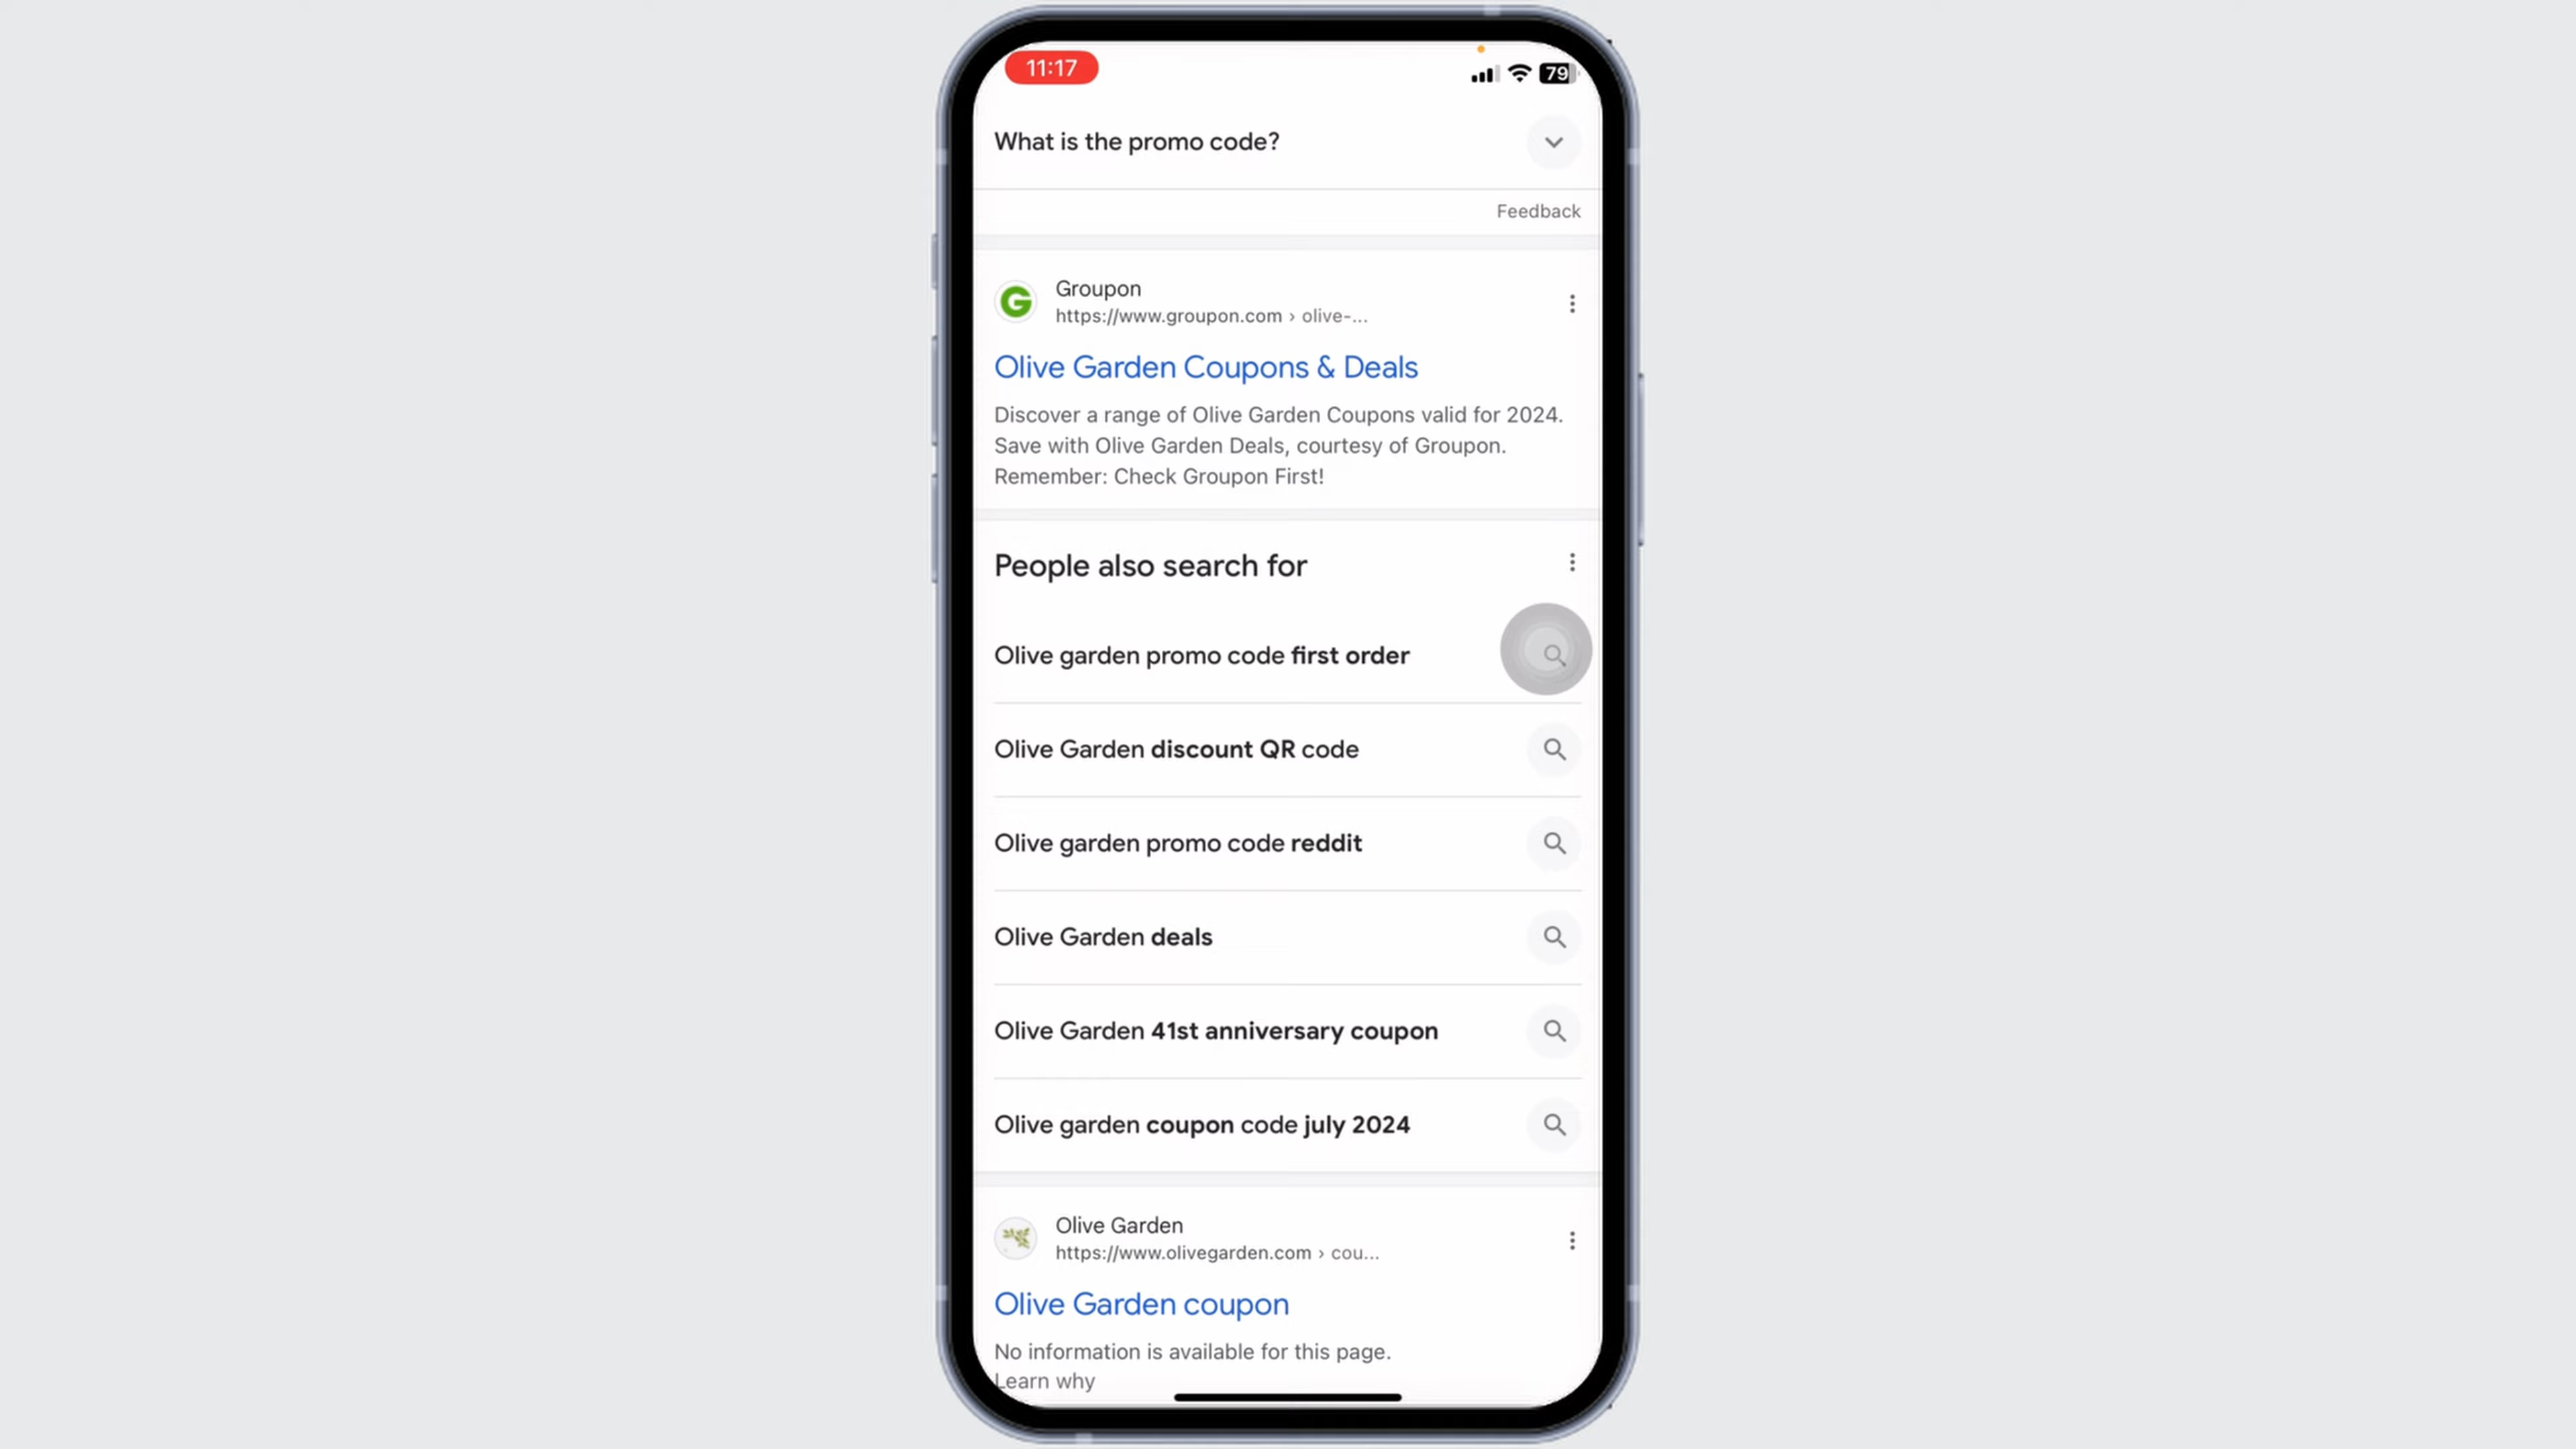 11:17
79
What is the promo code?
Feedback
Groupon
https://www.groupon.com › olive-...
Olive Garden Coupons & Deals
Discover a range of Olive Garden Coupons valid for 2024.
Save with Olive Garden Deals, courtesy of Groupon.
Remember: Check Groupon First!
People also search for
Olive garden promo code first order
Olive Garden discount QR code
Olive garden promo code reddit
Olive Garden deals
Olive Garden 41st anniversary coupon
Olive garden coupon code july 2024
Olive Garden
https://www.olivegarden.com › cou...
Olive Garden coupon
No information is available for this page.
Learn why